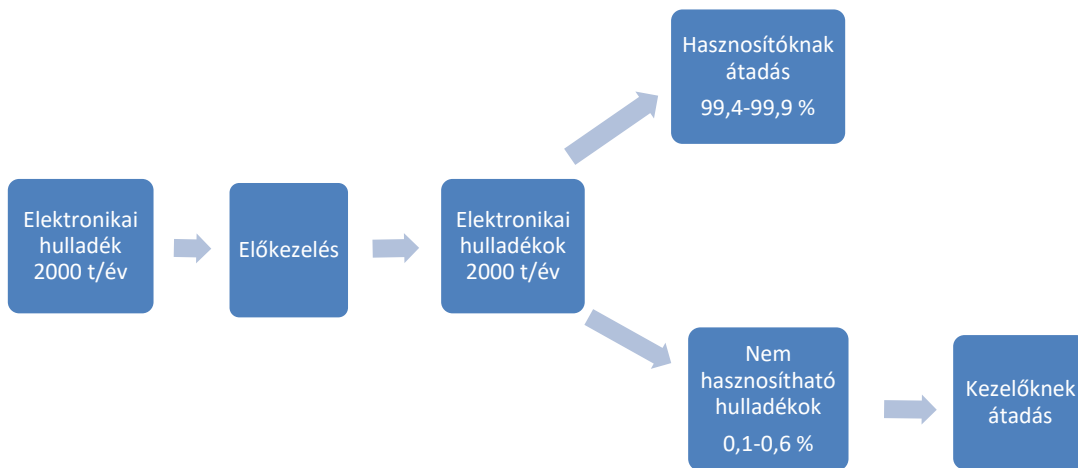 Elektronikai
hulladék
2000 t/év
Előkezelés
Elektronikai
hulladékok
2000 t/év
Hasznosítóknak
átadás
99,4-99,9 %
Nem
hasznosítható
hulladékok
0,1-0,6 %
Kezelőknek
átadás